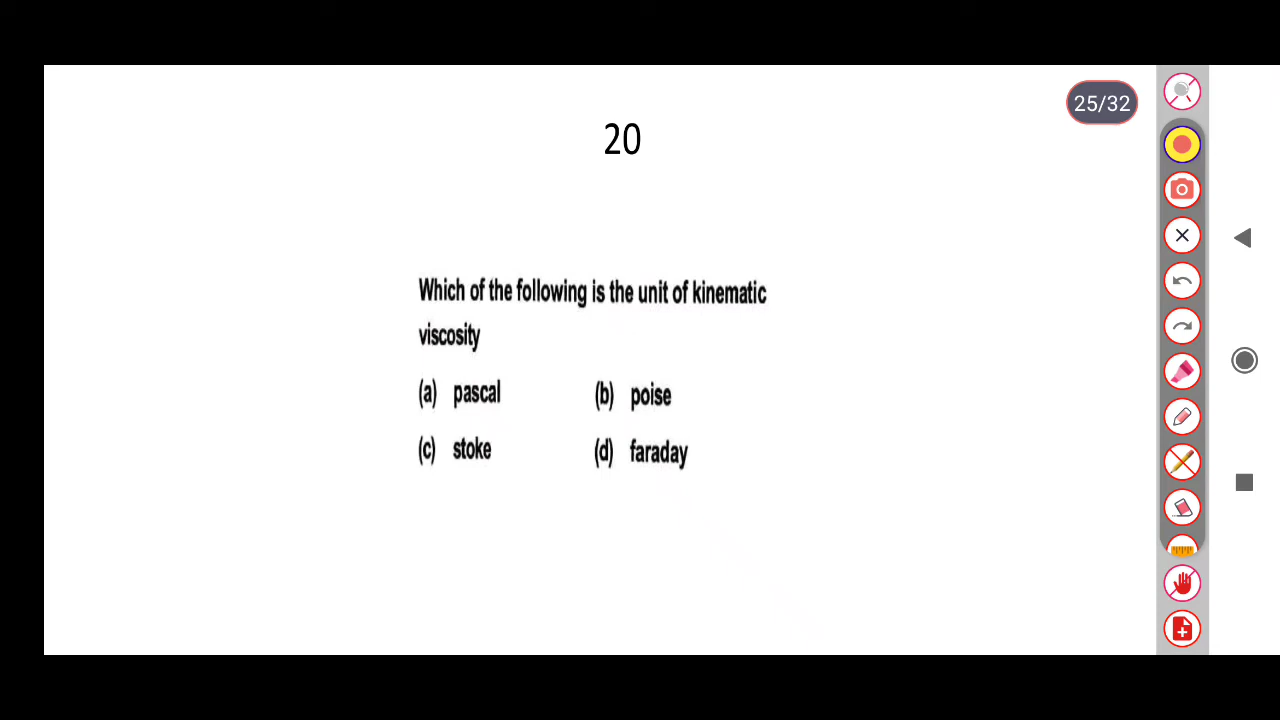 25/32
20
Which of the following is the unit of kinematic
viscosity
(a) pascal (b) poise
(c) stoke (d) faraday